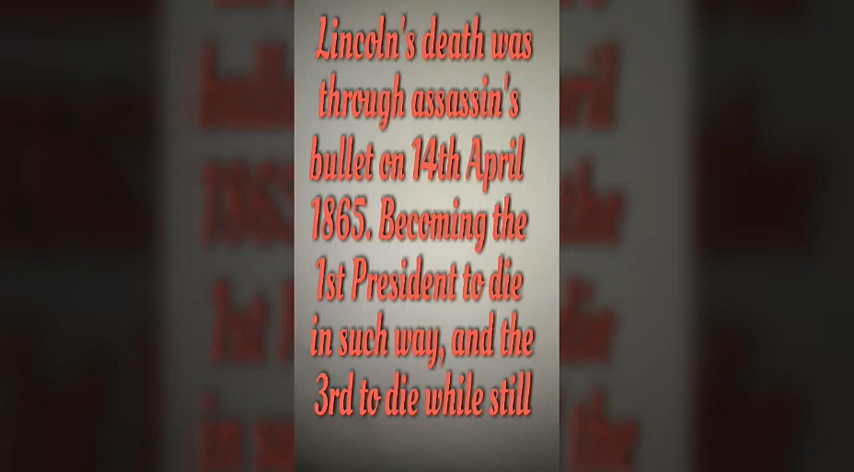 Lincoln's death was
through assassin's
bullet on 14th April
1865. Becoming the
1st President to die
in such way, and the
3rd to die while still